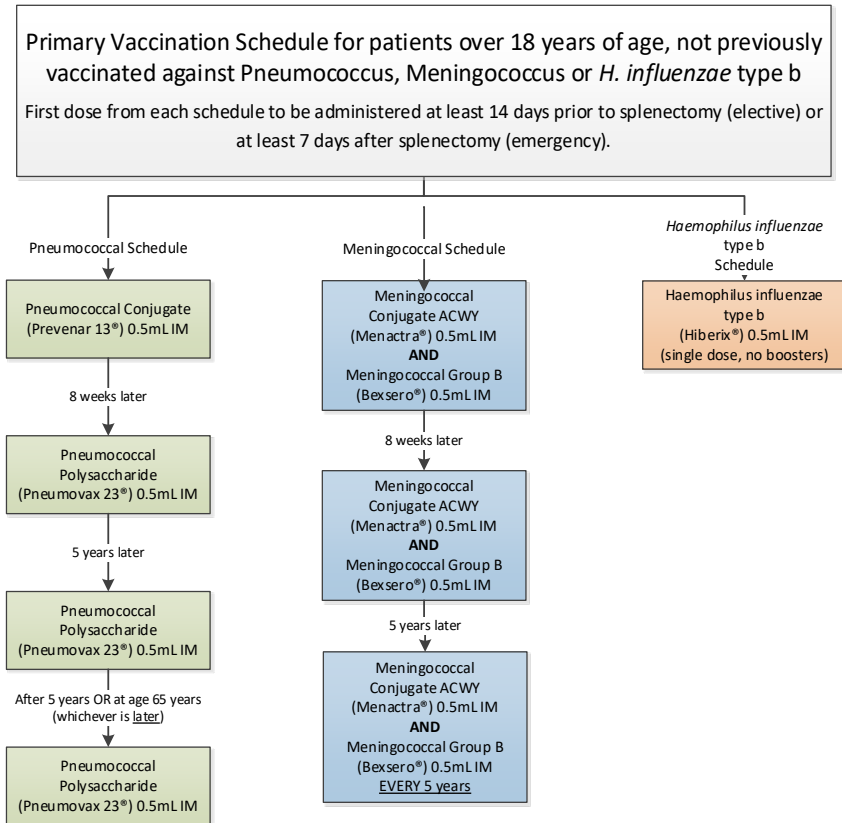 Primary Vaccination Schedule for patients over 18 years of age, not previously
vaccinated against Pneumococcus, Meningococcus or H. influenzae type b
First dose from each schedule to be administered at least 14 days prior to splenectomy (elective) or
at least 7 days after splenectomy (emergency).
Pneumococcal Schedule
Pneumococcal Conjugate
(Prevenar 13®) 0.5mL IM
8 weeks later
Pneumococcal
Polysaccharide
(Pneumovax 23®) 0.5mL IM
5 years later
Pneumococcal
Polysaccharide
(Pneumovax 23®) 0.5mL IM
After 5 years OR at age 65 years
(whichever is later)
Pneumococcal
Polysaccharide
(Pneumovax 23®) 0.5mL IM
Meningococcal Schedule
Meningococcal
Conjugate ACWY
(Menactra®) 0.5mL IM
AND
Meningococcal Group B
(Bexsero®) 0.5mL IM
8 weeks later
Meningococcal
Conjugate ACWY
(Menactra®) 0.5mL IM
AND
Meningococcal Group B
(Bexsero®) 0.5mL IM
5 years later
Meningococcal
Conjugate ACWY
(Menactra®) 0.5mL IM
AND
Meningococcal Group B
(Bexsero®) 0.5mL IM
EVERY 5 years
Haemophilus influenzae
type b
Schedule
Haemophilus influenzae
type b
(Hiberix®) 0.5mL IM
(single dose, no boosters)